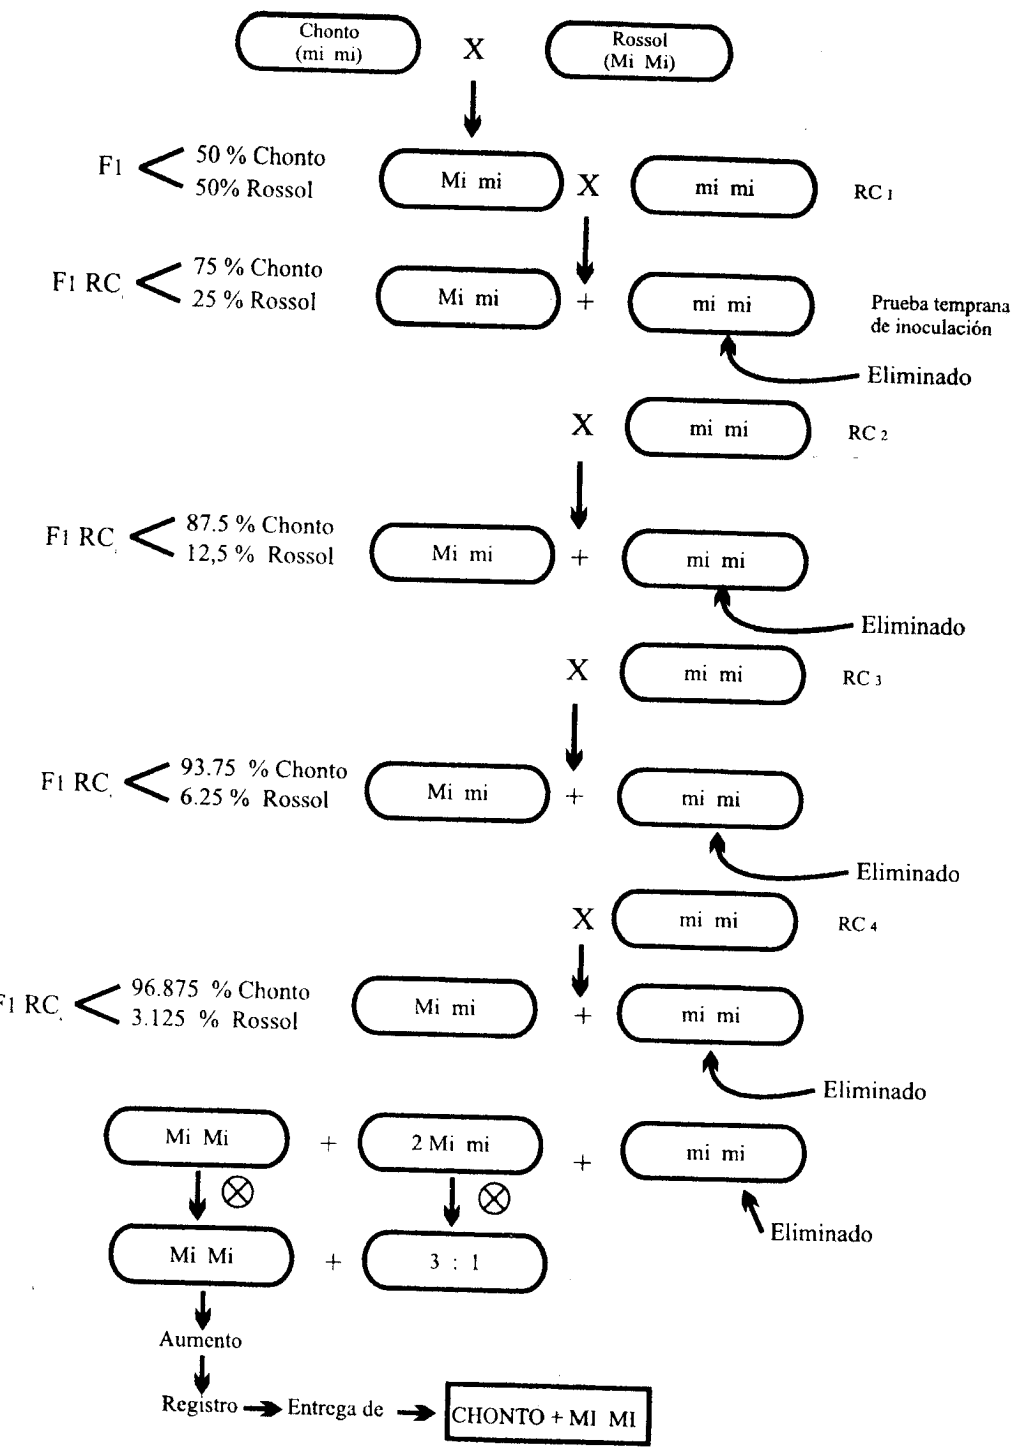 Chonto
(mi mi)
X
Rossol
(Mi Mi)
F1
50 % Chonto
50% Rossol
Mi mi
X
mi mi
RC 1
F1 RC
75 % Chonto
25 % Rossol
Mi mi
+
mi mi
Prueba temprana
de inoculación
Eliminado
X
mi mi
RC 2
F1 RC
87.5 % Chonto
12,5 % Rossol
Mi mi
+
mi mi
Eliminado
X
mi mi
RC 3
F1 RC
93.75 % Chonto
6.25 % Rossol
Mi mi
+
mi mi
Eliminado
X
mi mi
RC 4
F1 RC
96.875 % Chonto
3.125 % Rossol
Mi mi
+
mi mi
Eliminado
Mi Mi
+
2 Mi mi
+
mi mi
Eliminado
Mi Mi
+
3 : 1
Aumento
Registro
Entrega de
CHONTO + MI MI